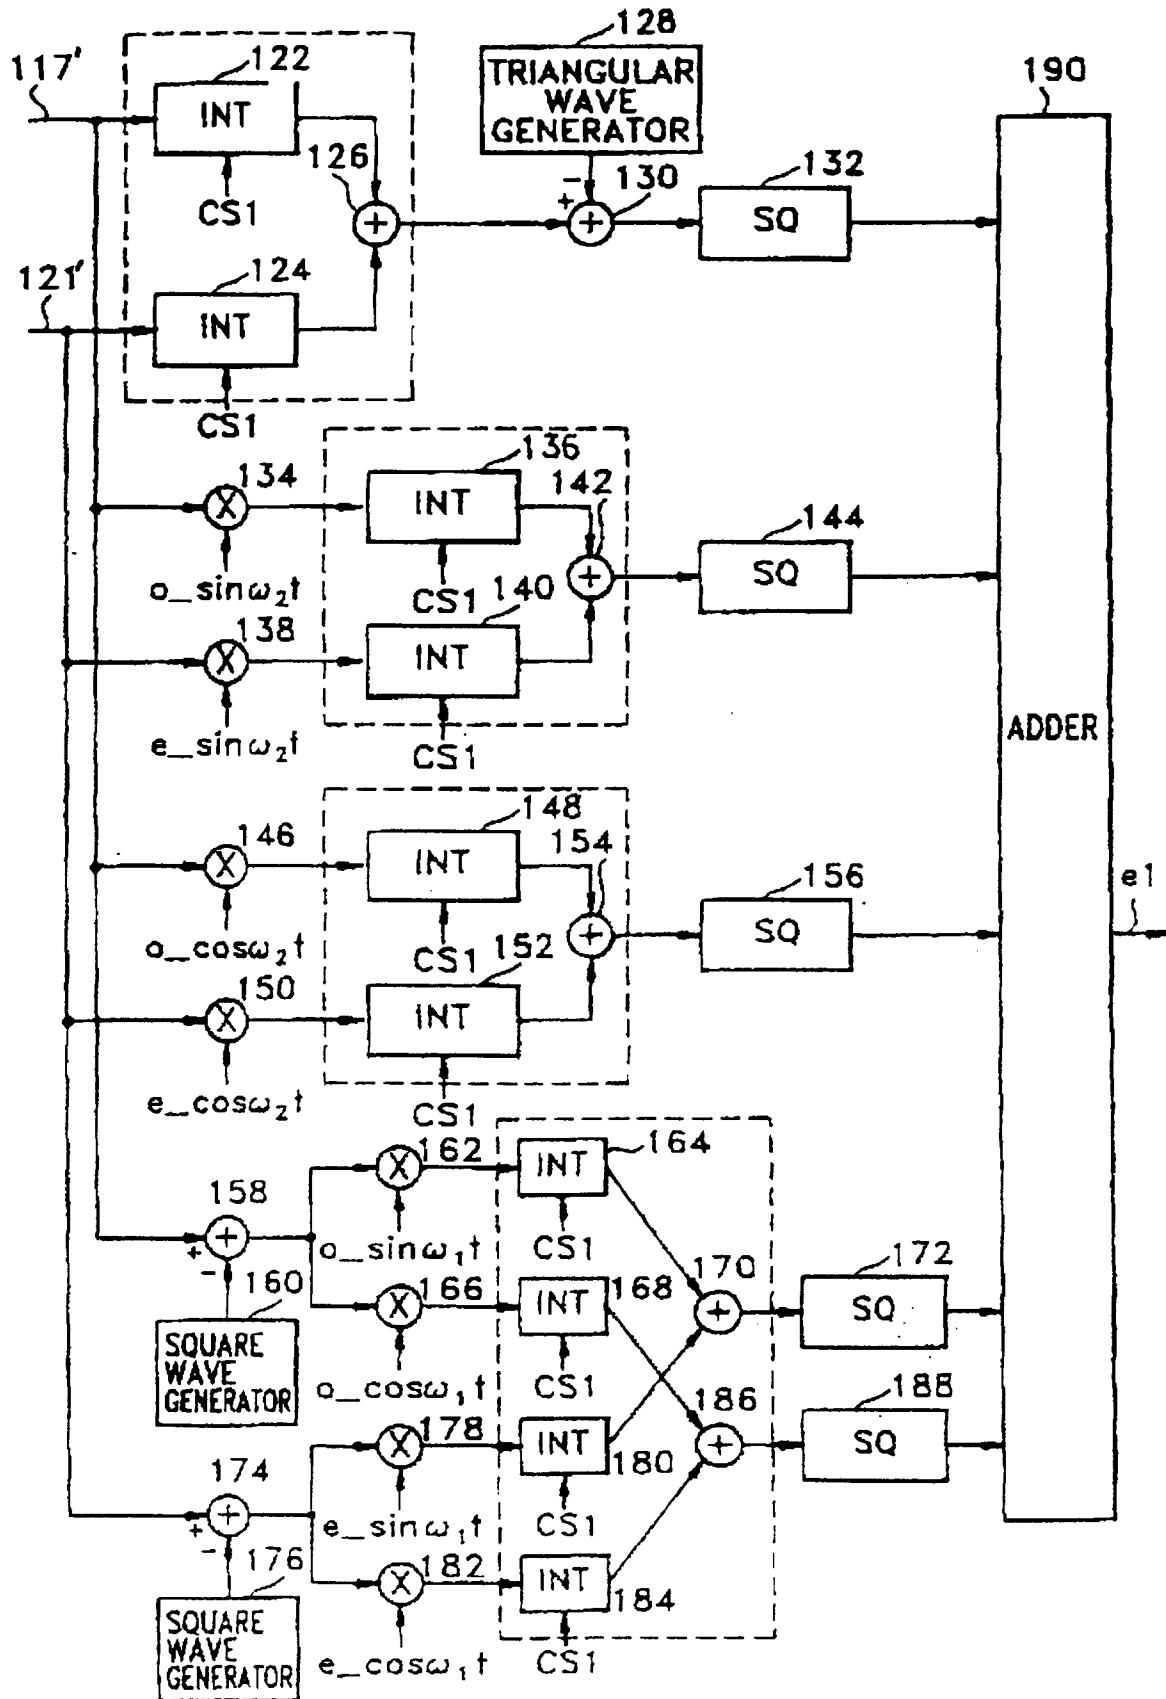 117'
122
INT
CS1
126
+
128
TRIANGULAR
WAVE
GENERATOR
−
+
+
130
132
SQ
190
ADDER
e1
121'
124
INT
CS1
134
X
o_sinω₂t
136
INT
CS1
142
+
144
SQ
138
X
e_sinω₂t
140
INT
CS1
146
X
o_cosω₂t
148
INT
CS1
154
+
156
SQ
150
X
e_cosω₂t
152
INT
CS1
158
+
+
−
160
SQUARE
WAVE
GENERATOR
162
X
o_sinω₁t
164
INT
CS1
166
X
o_cosω₁t
168
INT
CS1
170
+
172
SQ
174
+
+
−
176
SQUARE
WAVE
GENERATOR
178
X
e_sinω₁t
180
INT
CS1
186
+
188
SQ
182
X
e_cosω₁t
184
INT
CS1